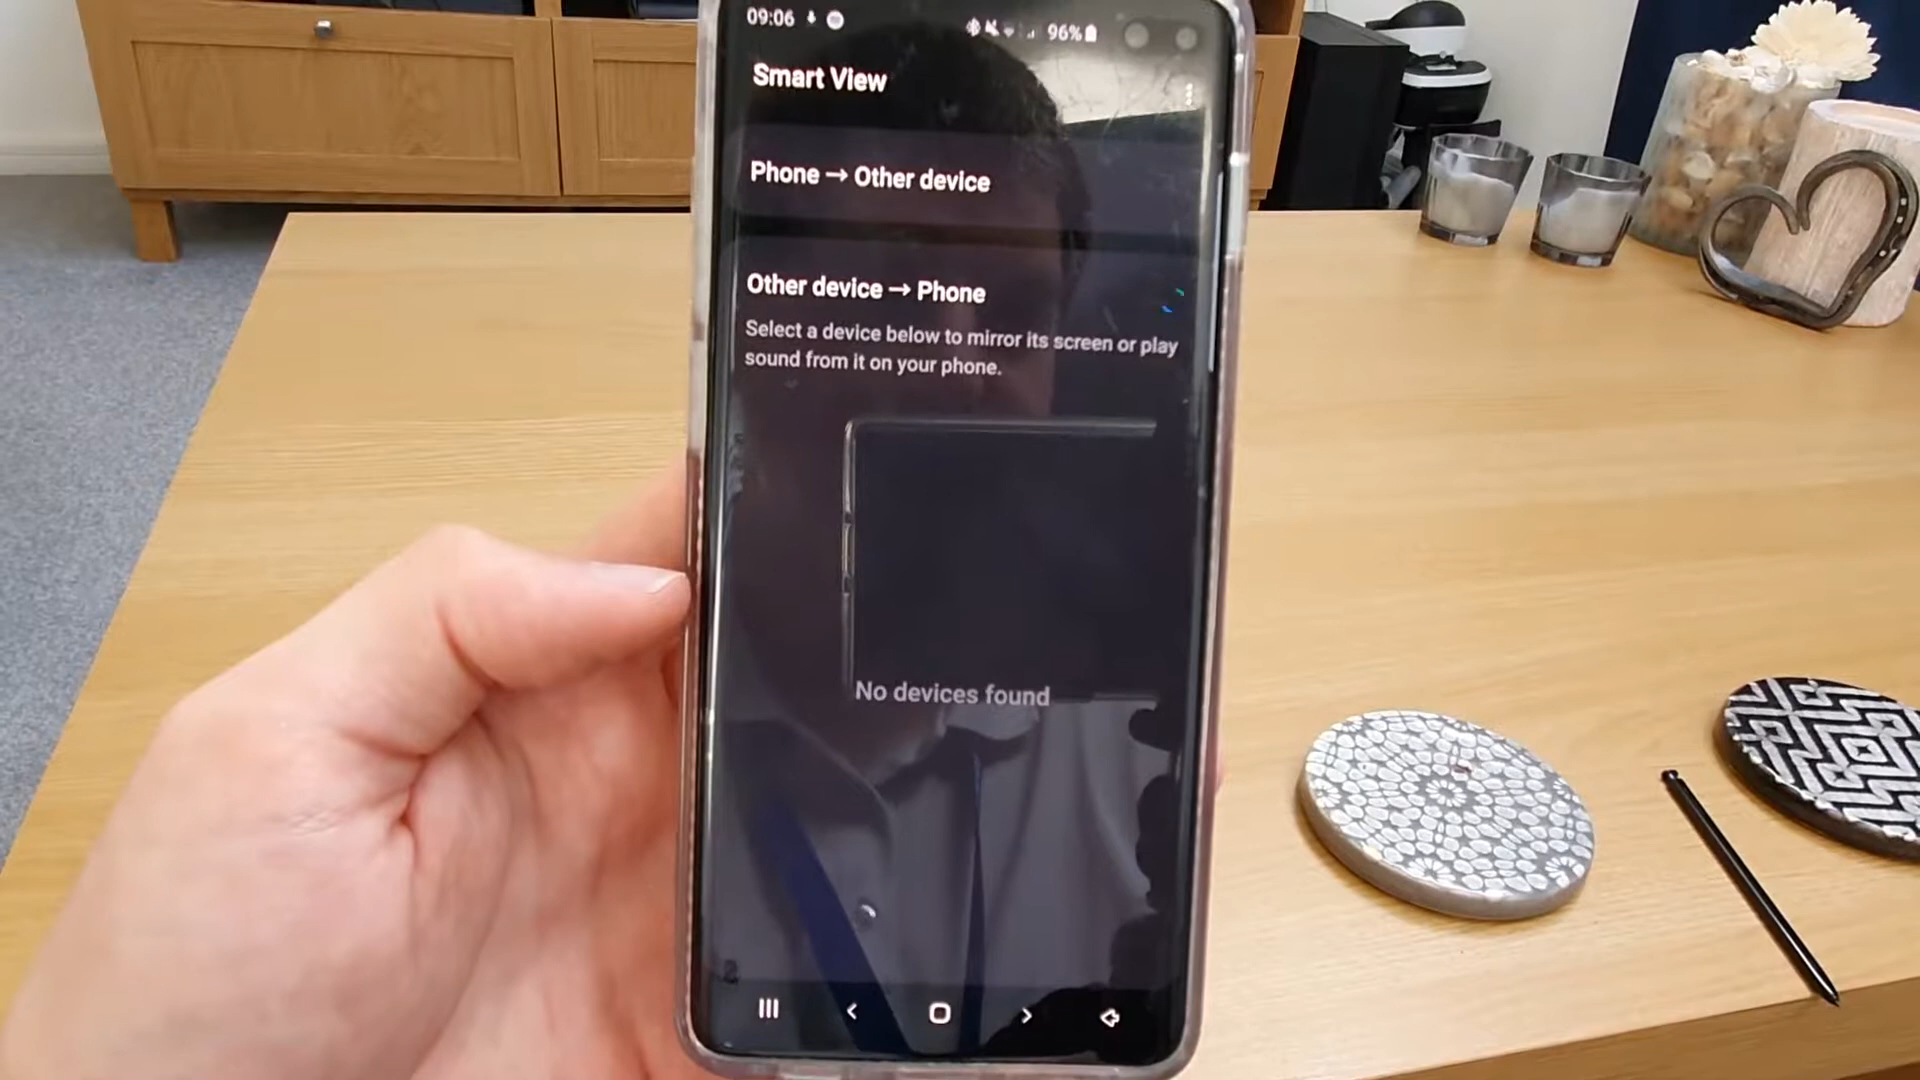 09:06
96%
Smart View
Phone → Other device
Other device → Phone
Select a device below to mirror its screen or play
sound from it on your phone.
No devices found